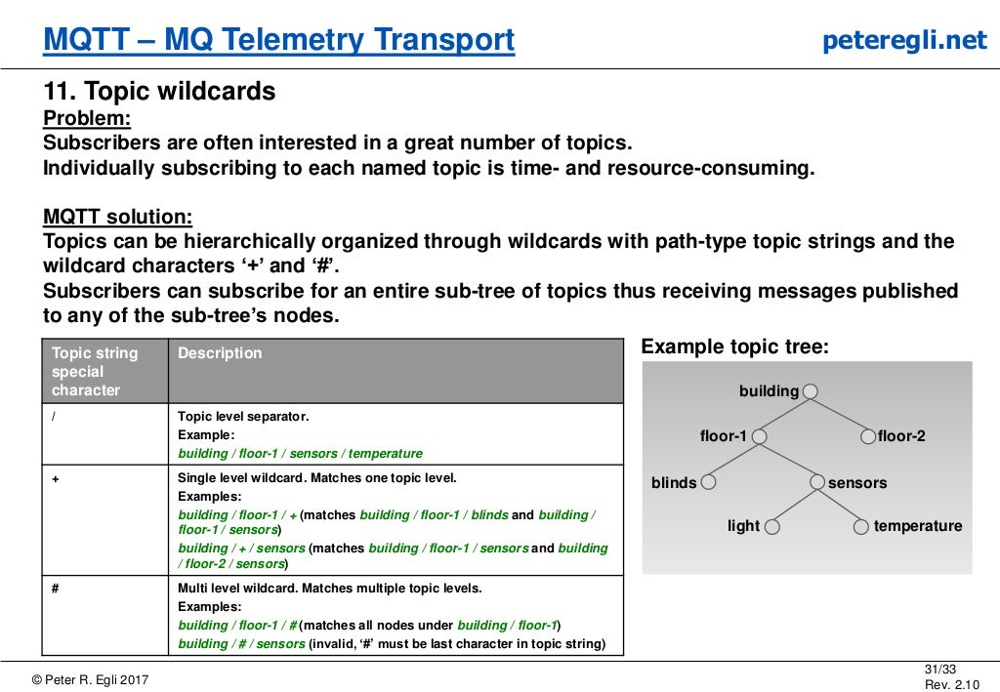 MQTT – MQ Telemetry Transport
peteregli.net
11. Topic wildcards
Problem:
Subscribers are often interested in a great number of topics.
Individually subscribing to each named topic is time- and resource-consuming.
MQTT solution:
Topics can be hierarchically organized through wildcards with path-type topic strings and the
wildcard characters ‘+’ and ‘#’.
Subscribers can subscribe for an entire sub-tree of topics thus receiving messages published
to any of the sub-tree’s nodes.
Topic string
special
character
Description
/
Topic level separator.
Example:
building / floor-1 / sensors / temperature
+
Single level wildcard. Matches one topic level.
Examples:
building / floor-1 / + (matches building / floor-1 / blinds and building /
floor-1 / sensors)
building / + / sensors (matches building / floor-1 / sensors and building
/ floor-2 / sensors)
#
Multi level wildcard. Matches multiple topic levels.
Examples:
building / floor-1 / # (matches all nodes under building / floor-1)
building / # / sensors (invalid, ‘#’ must be last character in topic string)
Example topic tree:
building
floor-1
floor-2
blinds
sensors
light
temperature
© Peter R. Egli 2017
31/33
Rev. 2.10